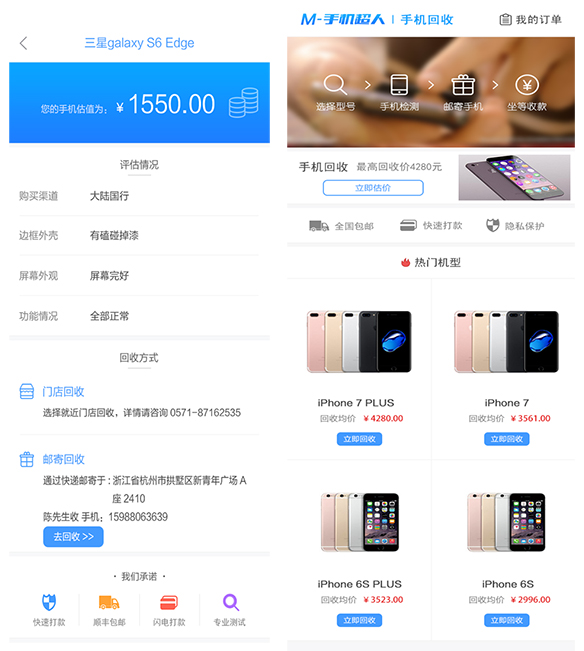 三星galaxy S6 Edge
您的手机估值为： ¥ 1550.00
评估情况
购买渠道 大陆国行
边框外壳 有磕碰掉漆
屏幕外观 屏幕完好
功能情况 全部正常
回收方式
门店回收
选择就近门店回收，详情请咨询 0571-87162535
邮寄回收
通过快递邮寄于 : 浙江省杭州市拱墅区新青年广场 A
座 2410
陈先生收 手机：15988063639
去回收 >>
· 我们承诺 ·
快速打款 顺丰包邮 闪电打款 专业测试
M-手机超人 | 手机回收 我的订单
选择型号 手机检测 邮寄手机 坐等收款
手机回收 最高回收价4280元
立即估价
全国包邮 快速打款 隐私保护
热门机型
iPhone 7 PLUS
回收均价 ￥4280.00
立即回收
iPhone 7
回收均价 ￥3561.00
立即回收
iPhone 6S PLUS
回收均价 ￥3523.00
立即回收
iPhone 6S
回收均价 ￥2996.00
立即回收